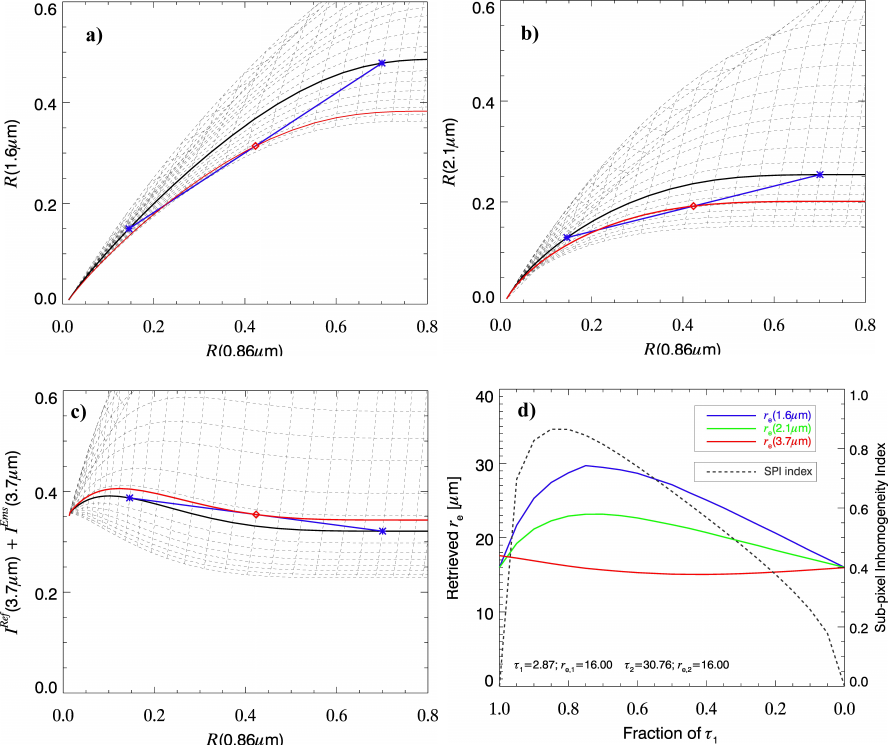 a)
R(1.6μm)
0.6
0.4
0.2
0.0
0.0 0.2 0.4 0.6 0.8
R(0.86μm)
b)
R(2.1μm)
0.6
0.4
0.2
0.0
0.0 0.2 0.4 0.6 0.8
R(0.86μm)
c)
I^Ref(3.7μm) + I^Ems(3.7μm)
0.6
0.4
0.2
0.0
0.0 0.2 0.4 0.6 0.8
R(0.86μm)
d)
Retrieved r_e [μm]
40
30
20
10
0
r_e(1.6μm)
r_e(2.1μm)
r_e(3.7μm)
SPI index
τ_1=2.87; r_e,1=16.00 τ_2=30.76; r_e,2=16.00
1.0
0.8
0.6
0.4
0.2
0.0
Sub-pixel Inhomogeneity Index
1.0 0.8 0.6 0.4 0.2 0.0
Fraction of τ_1